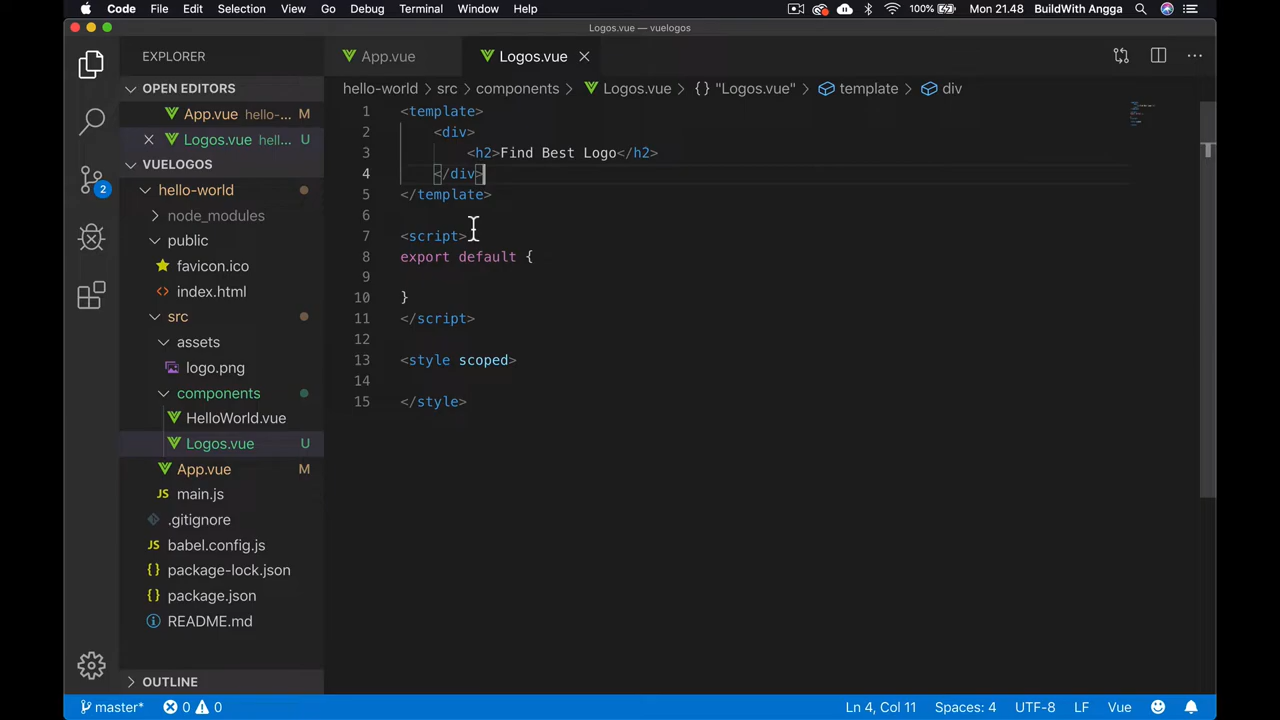 Code File Edit Selection View Go Debug Terminal Window Help 100% Mon 21.48 BuildWith Angga
Logos.vue — vuelogos
EXPLORER
App.vue
Logos.vue
OPEN EDITORS
App.vue hello-... M
Logos.vue hell... U
VUELOGOS
hello-world
node_modules
public
favicon.ico
index.html
src
assets
logo.png
components
HelloWorld.vue
Logos.vue U
App.vue M
main.js
.gitignore
babel.config.js
package-lock.json
package.json
README.md
OUTLINE
2
hello-world > src > components > Logos.vue > {} "Logos.vue" > template > div
1 <template>
2 <div>
3 <h2>Find Best Logo</h2>
4 </div>
5 </template>
6
7 <script>
8 export default {
9
10 }
11 </script>
12
13 <style scoped>
14
15 </style>
master* 0 0 Ln 4, Col 11 Spaces: 4 UTF-8 LF Vue